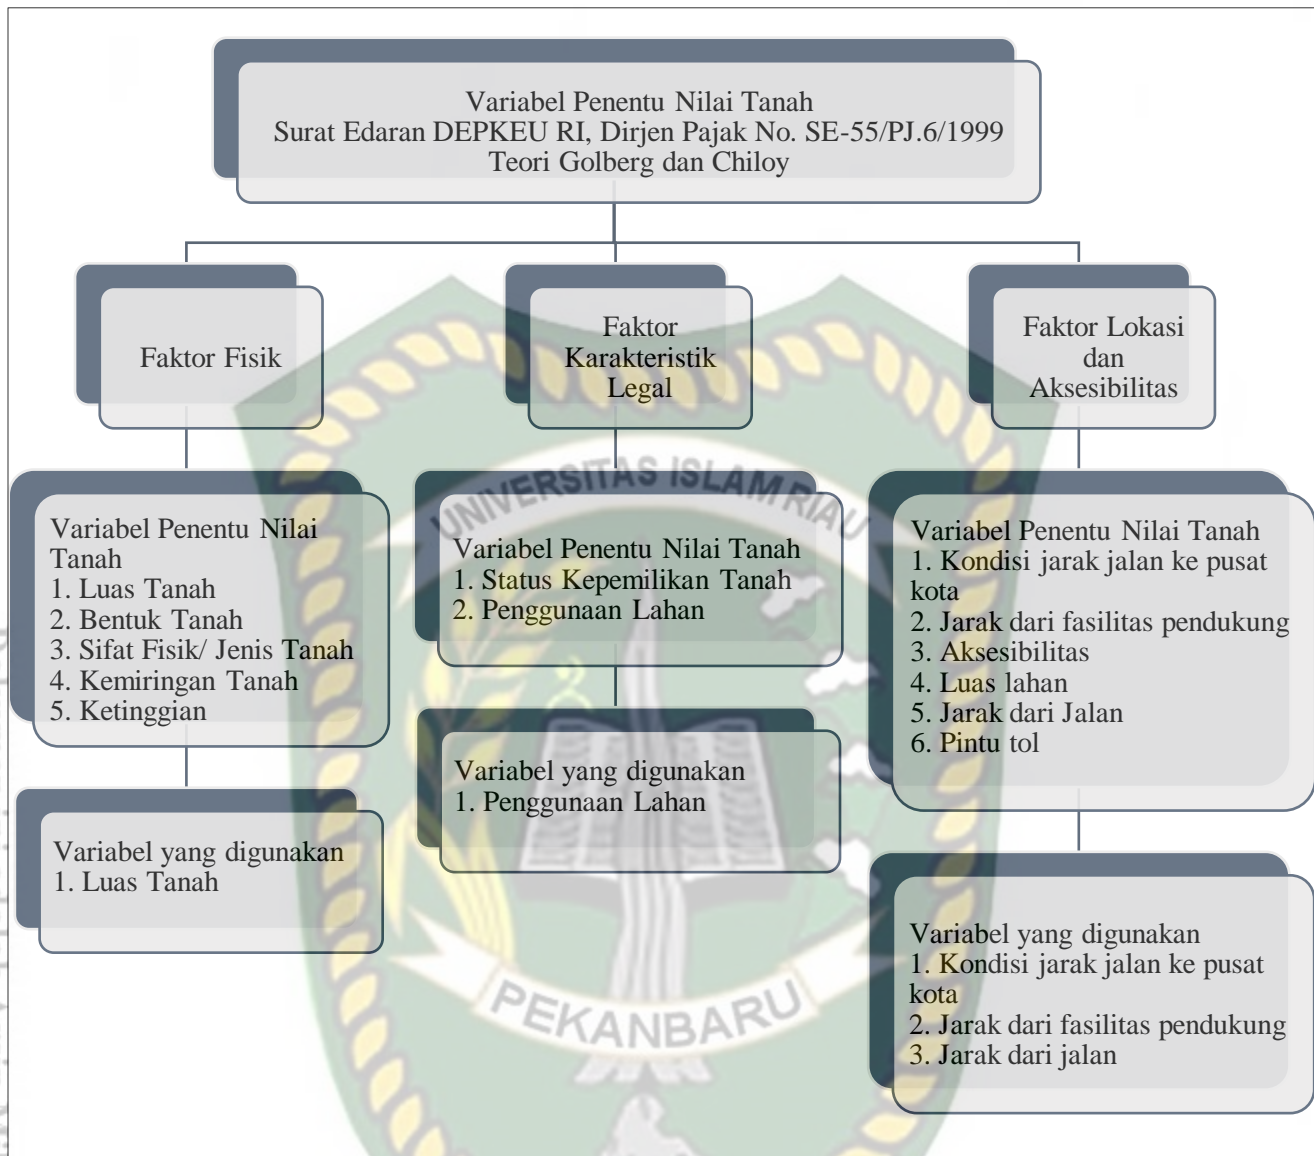 Variabel Penentu Nilai Tanah
Surat Edaran DEPKEU RI, Dirjen Pajak No. SE-55/PJ.6/1999
Teori Golberg dan Chiloy
Faktor Fisik
Faktor
Karakteristik
Legal
Faktor Lokasi
dan
Aksesibilitas
Variabel Penentu Nilai
Tanah
1. Luas Tanah
2. Bentuk Tanah
3. Sifat Fisik/ Jenis Tanah
4. Kemiringan Tanah
5. Ketinggian
Variabel Penentu Nilai Tanah
1. Status Kepemilikan Tanah
2. Penggunaan Lahan
Variabel Penentu Nilai Tanah
1. Kondisi jarak jalan ke pusat
kota
2. Jarak dari fasilitas pendukung
3. Aksesibilitas
4. Luas lahan
5. Jarak dari Jalan
6. Pintu tol
Variabel yang digunakan
1. Luas Tanah
Variabel yang digunakan
1. Penggunaan Lahan
Variabel yang digunakan
1. Kondisi jarak jalan ke pusat
kota
2. Jarak dari fasilitas pendukung
3. Jarak dari jalan
UNIVERSITAS ISLAM RIAU
PEKANBARU